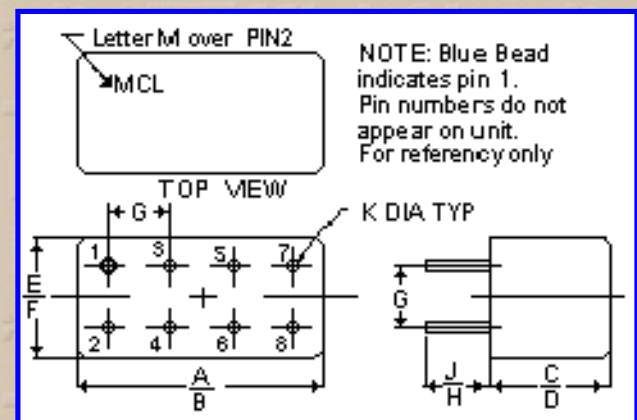 Letter M over PIN2
MCL
NOTE: Blue Bead
indicates pin 1.
Pin numbers do not
appear on unit.
For referency only
TOP VIEW
G
K DIA TYP
1 3 5 7
E
F
2 4 6 8
A
B
G
J
H
C
D